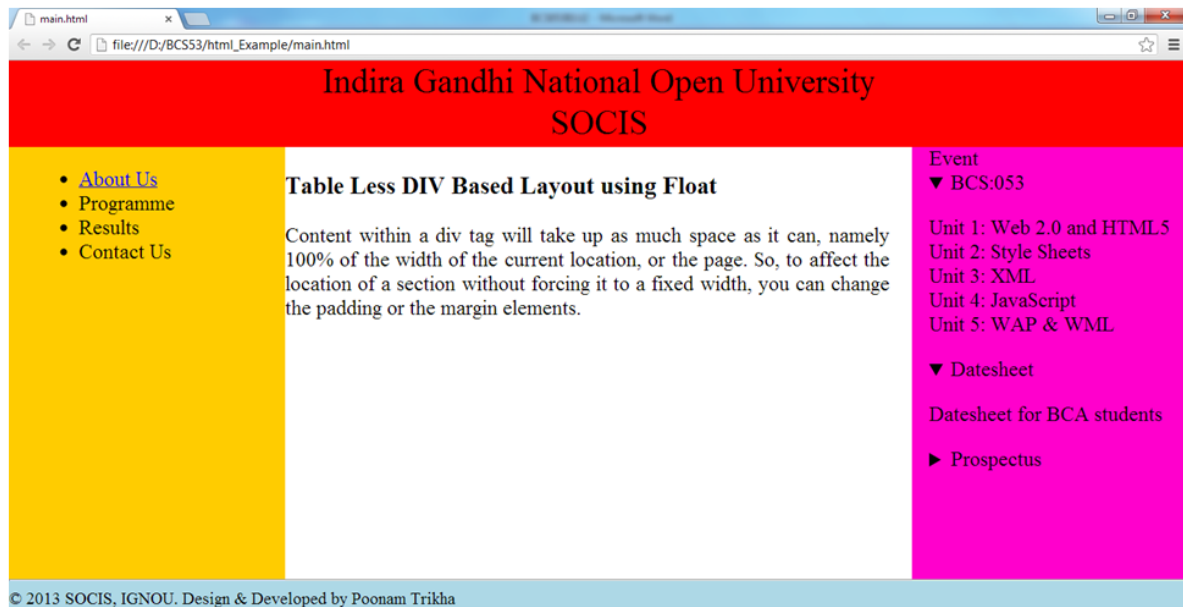 main.html
file:///D:/BCS53/html_Example/main.html
Indira Gandhi National Open University
SOCIS
About Us
Programme
Results
Contact Us
Table Less DIV Based Layout using Float
Content within a div tag will take up as much space as it can, namely
100% of the width of the current location, or the page. So, to affect the
location of a section without forcing it to a fixed width, you can change
the padding or the margin elements.
Event
▼ BCS:053
Unit 1: Web 2.0 and HTML5
Unit 2: Style Sheets
Unit 3: XML
Unit 4: JavaScript
Unit 5: WAP & WML
▼ Datesheet
Datesheet for BCA students
► Prospectus
© 2013 SOCIS, IGNOU. Design & Developed by Poonam Trikha